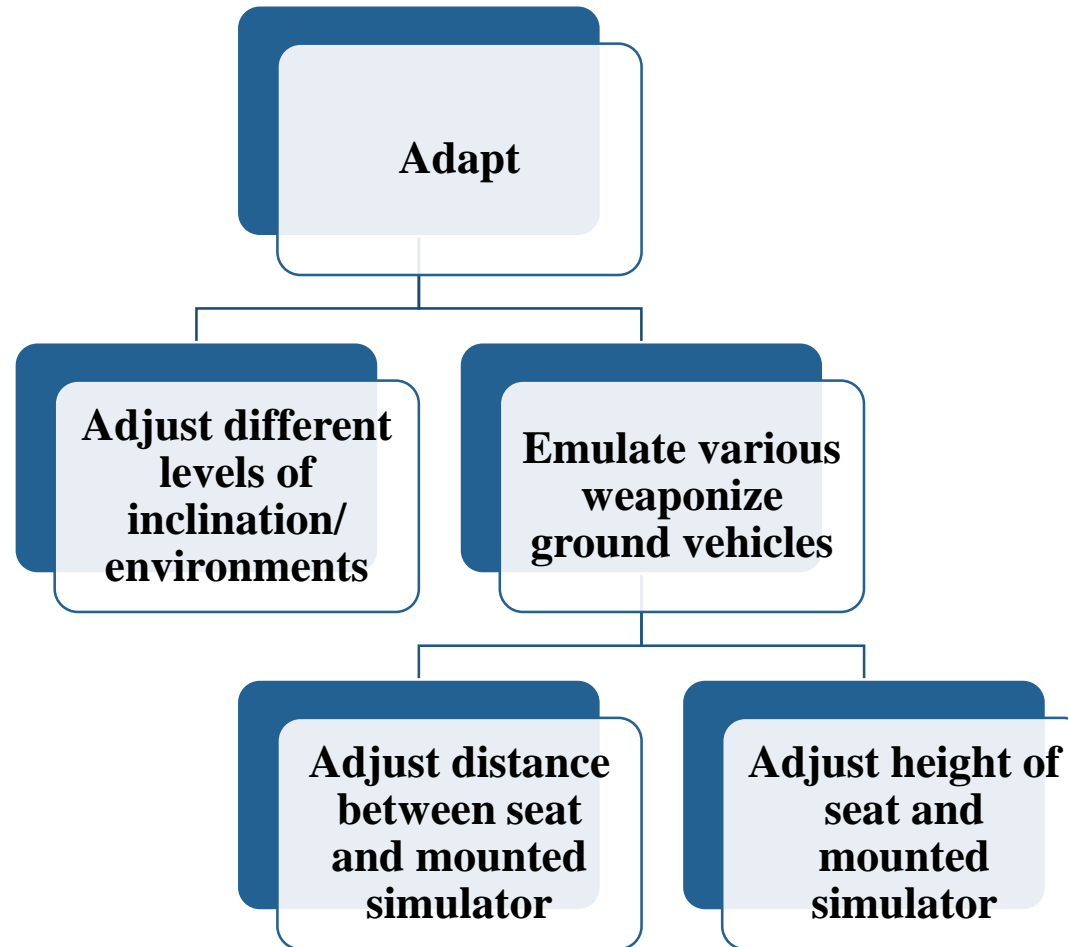 Adapt
Adjust different
levels of
inclination/
environments
Emulate various
weaponize
ground vehicles
Adjust distance
between seat
and mounted
simulator
Adjust height of
seat and
mounted
simulator